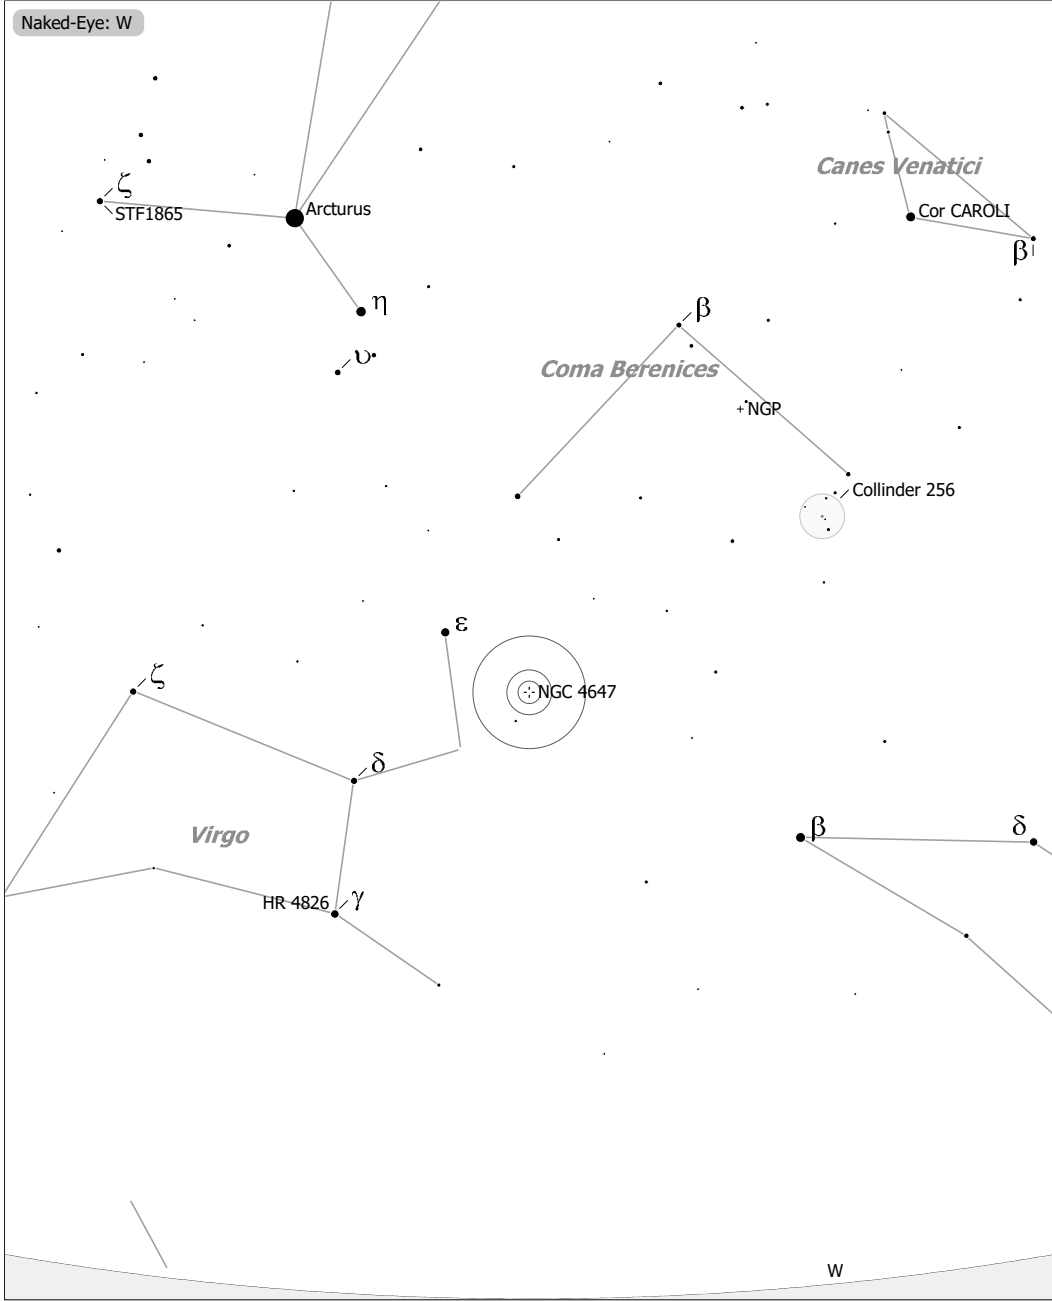 Naked-Eye: W
Canes Venatici
ζ
STF1865
Arcturus
Cor CAROLI
β
η
β
υ
Coma Berenices
NGP
Collinder 256
ε
ζ
NGC 4647
δ
Virgo
β
δ
HR 4826
γ
W